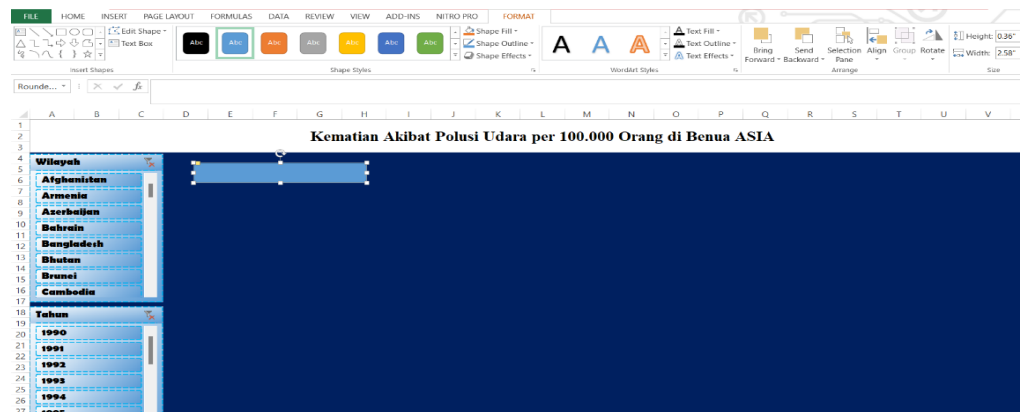 FILE HOME INSERT PAGE LAYOUT FORMULAS DATA REVIEW VIEW ADD-INS NITRO PRO FORMAT
Edit Shape
Text Box
Abc Abc Abc Abc Abc Abc Abc
Shape Fill
Shape Outline
Shape Effects
A A A
Text Fill
Text Outline
Text Effects
Bring Forward
Send Backward
Selection Pane
Align
Group
Rotate
Height: 0.36"
Width: 2.58"
Insert Shapes Shape Styles WordArt Styles Arrange Size
Rounde... fx
A B C D E F G H I J K L M N O P Q R S T U V
1
2 Kematian Akibat Polusi Udara per 100.000 Orang di Benua ASIA
3
4 Wilayah
5
6 Afghanistan
7 Armenia
8
9 Azerbaijan
10 Bahrain
11
12 Bangladesh
13 Bhutan
14
15 Brunei
16 Cambodia
17
18 Tahun
19
20 1990
21 1991
22
23 1992
24 1993
25
26 1994
27 1995